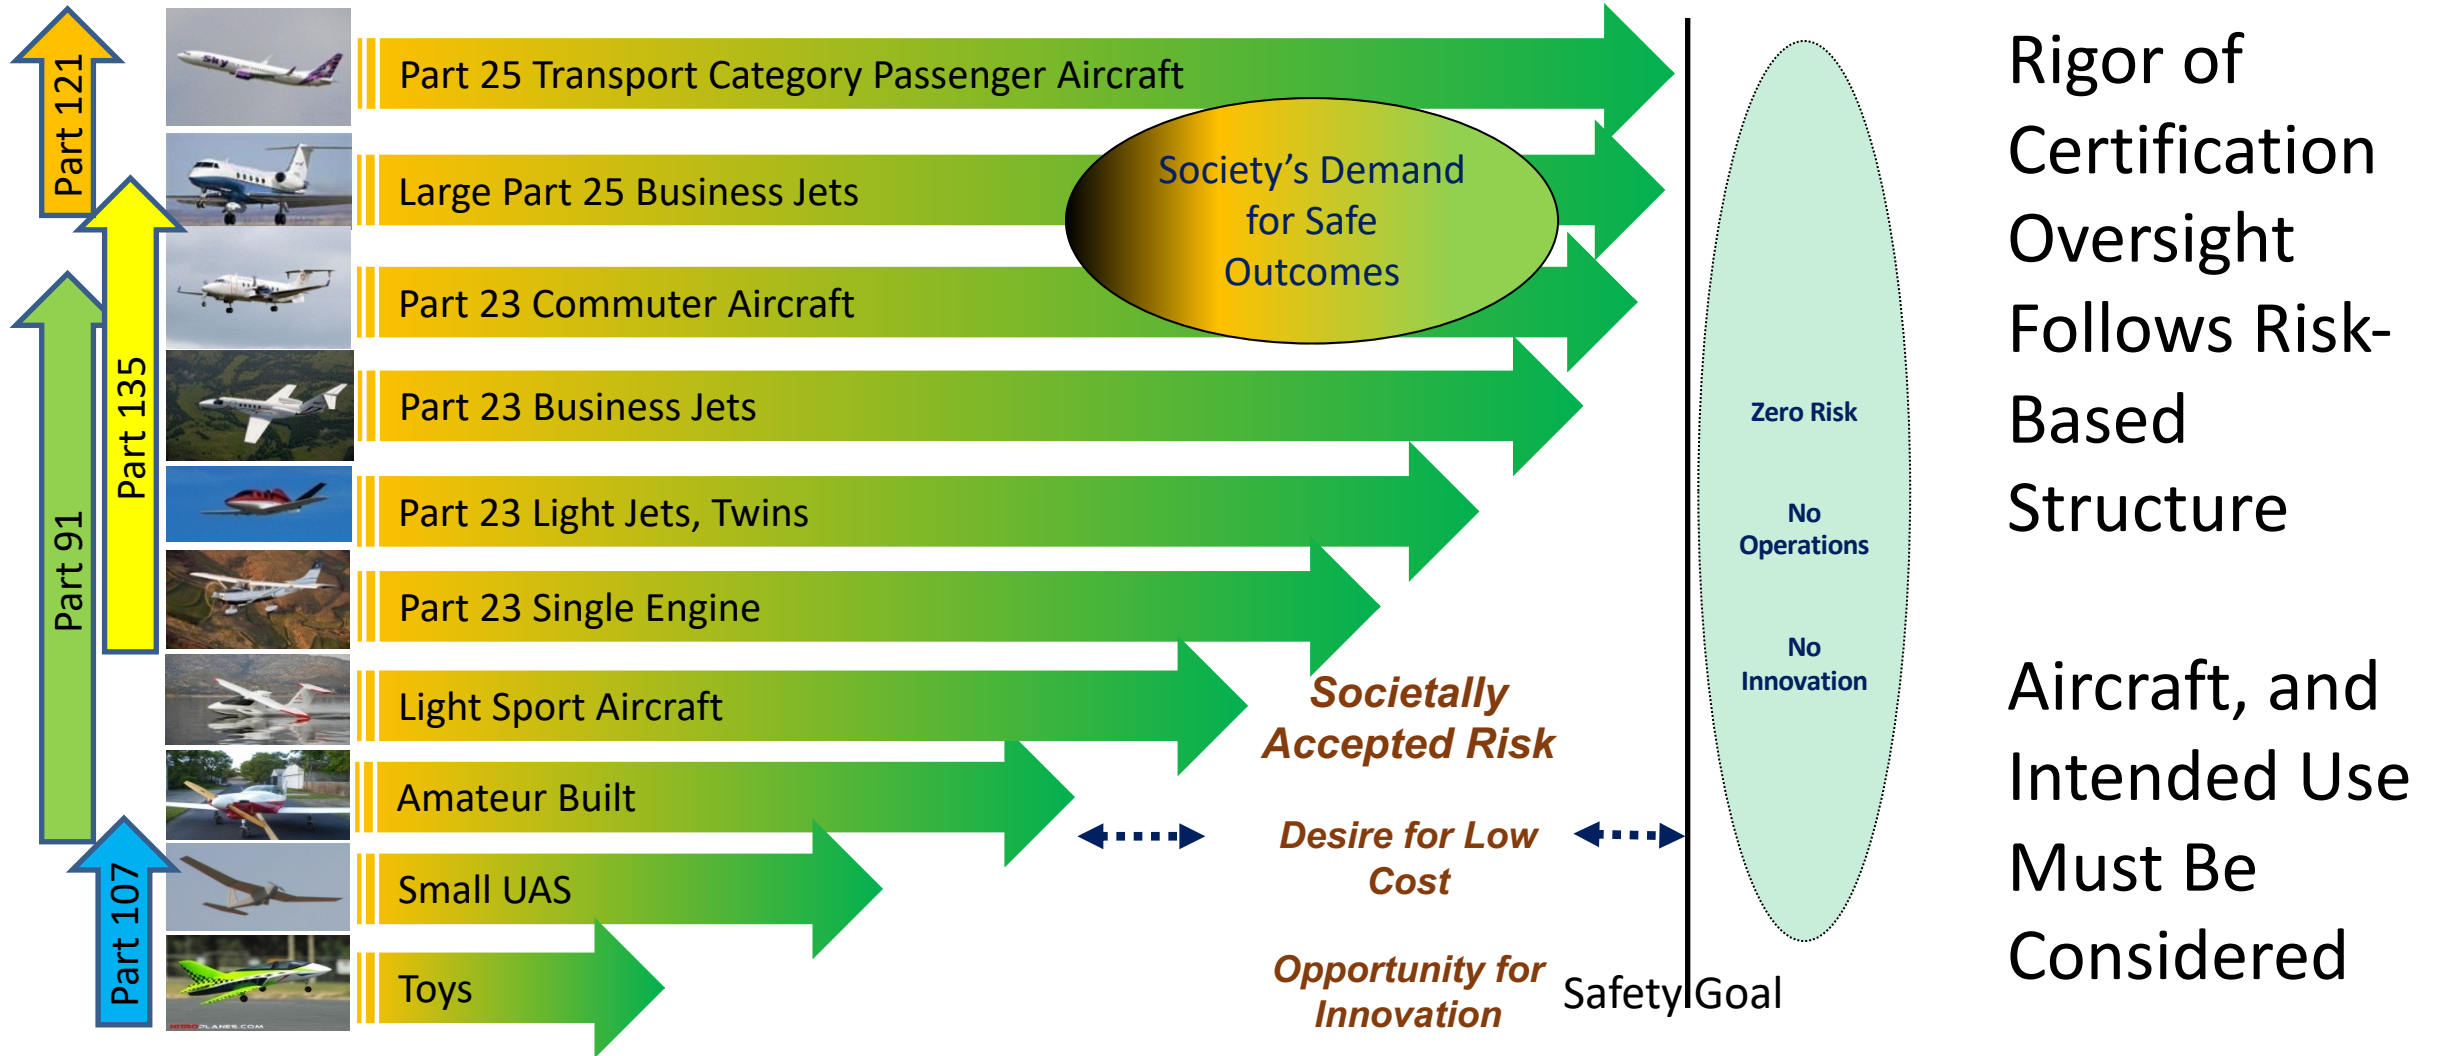 Part 121
Part 135
Part 91
Part 107
sky
Part 25 Transport Category Passenger Aircraft
Large Part 25 Business Jets
Part 23 Commuter Aircraft
Part 23 Business Jets
Part 23 Light Jets, Twins
Part 23 Single Engine
Light Sport Aircraft
Amateur Built
Small UAS
Toys
NITROPLANES.COM
Society’s Demand
for Safe
Outcomes
Societally
Accepted Risk
Desire for Low
Cost
Opportunity for
Innovation
Safety Goal
Zero Risk
No
Operations
No
Innovation
Rigor of
Certification
Oversight
Follows Risk-
Based
Structure
Aircraft, and
Intended Use
Must Be
Considered